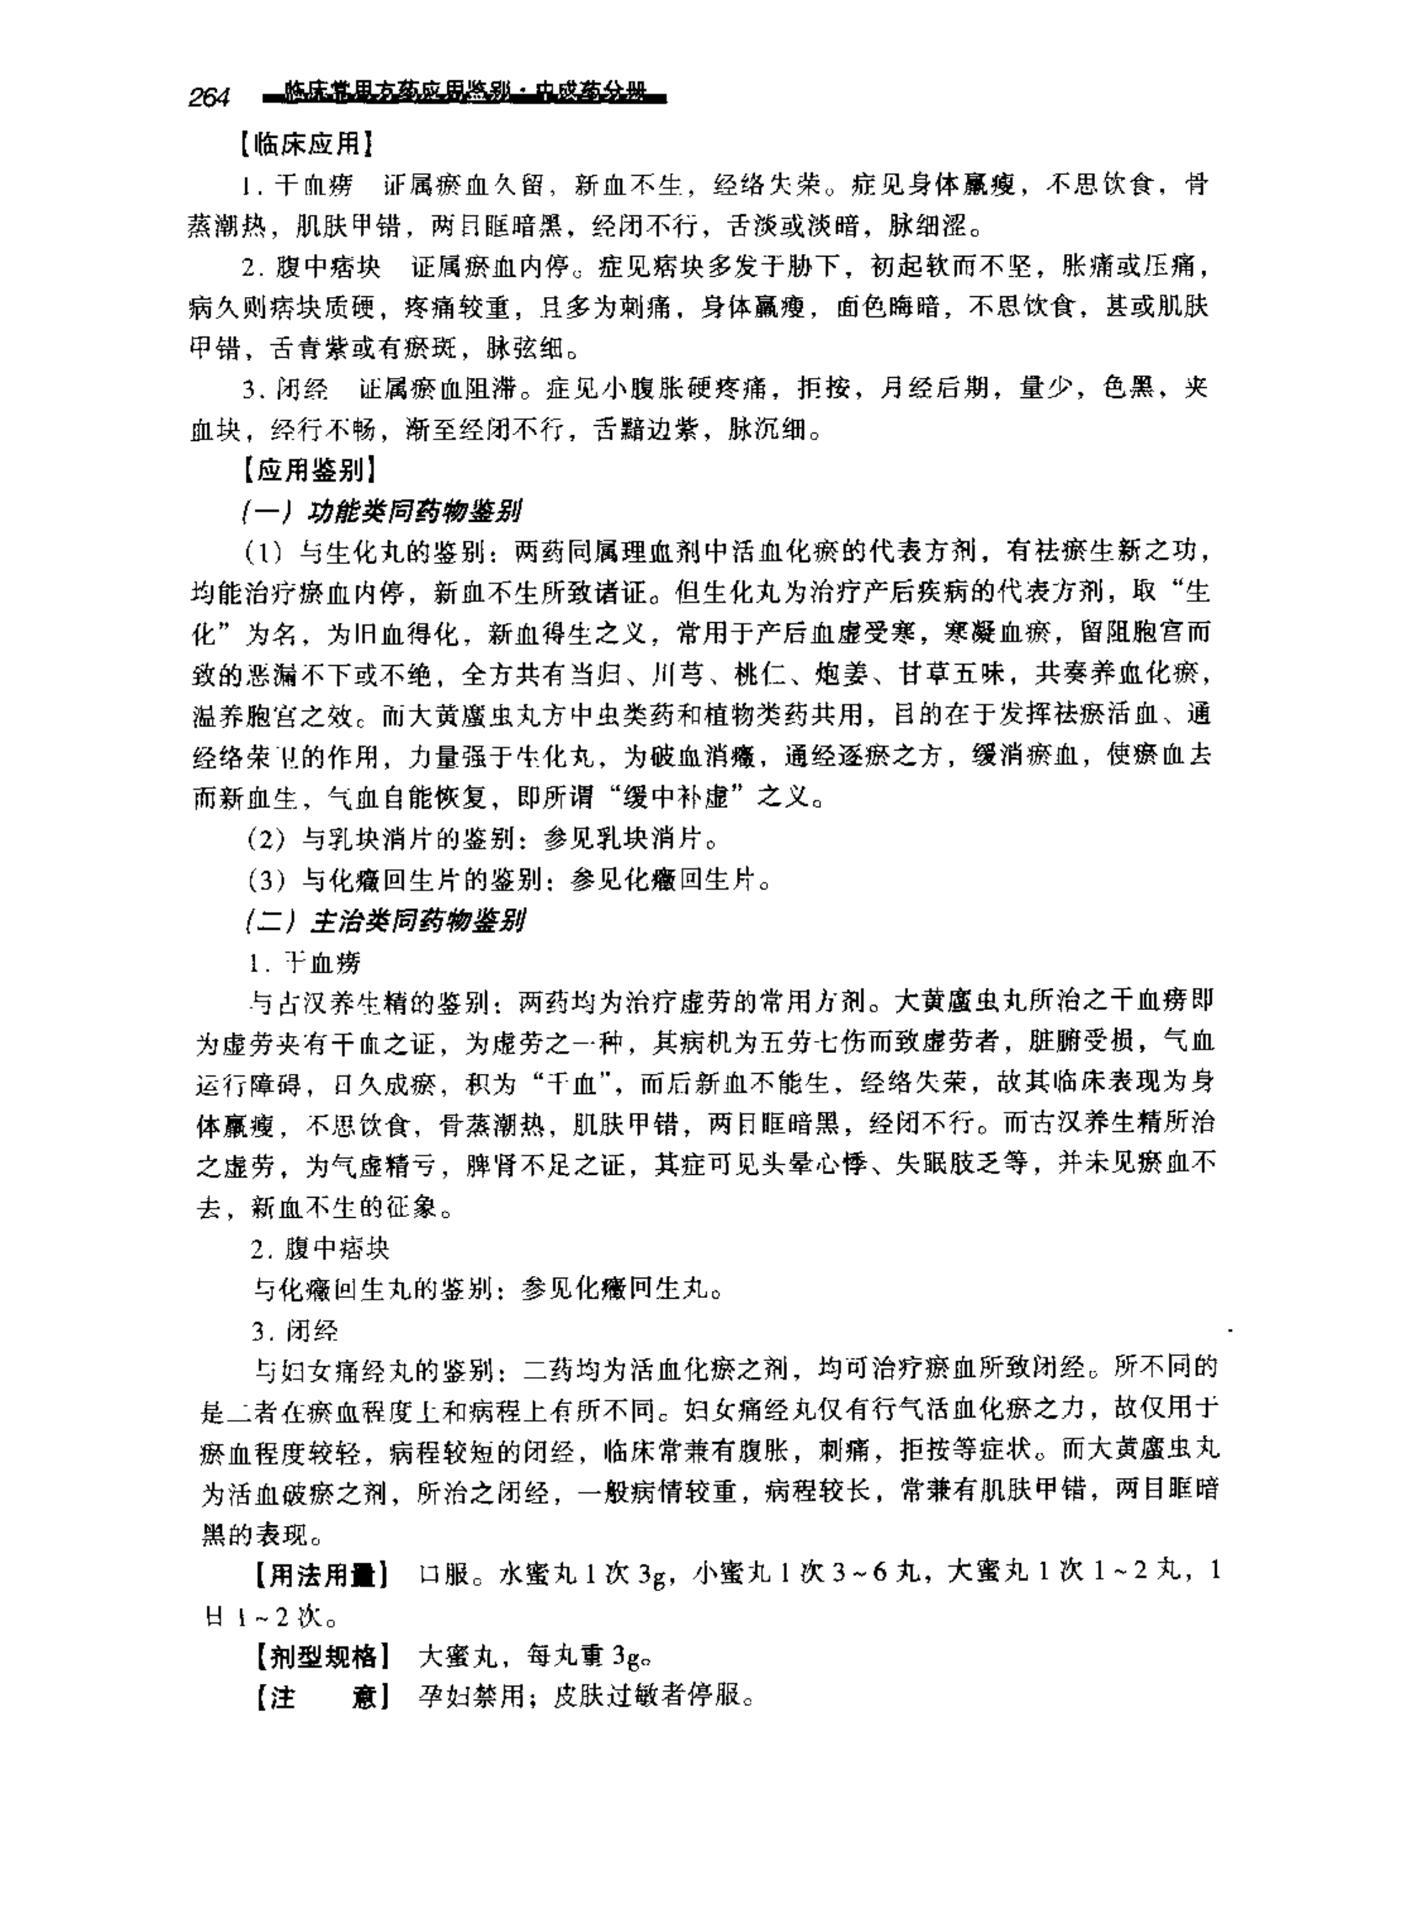 264 临床常用方药应用鉴别·中成药分册
【临床应用】
1. 干血痨 证属瘀血久留，新血不生，经络失荣。症见身体羸瘦，不思饮食，骨
蒸潮热，肌肤甲错，两目眶暗黑，经闭不行，舌淡或淡暗，脉细涩。
2. 腹中痞块 证属瘀血内停。症见痞块多发于胁下，初起软而不坚，胀痛或压痛，
病久则痞块质硬，疼痛较重，且多为刺痛，身体羸瘦，面色晦暗，不思饮食，甚或肌肤
甲错，舌青紫或有瘀斑，脉弦细。
3. 闭经 证属瘀血阻滞。症见小腹胀硬疼痛，拒按，月经后期，量少，色黑，夹
血块，经行不畅，渐至经闭不行，舌黯边紫，脉沉细。
【应用鉴别】
(一) 功能类同药物鉴别
(1) 与生化丸的鉴别：两药同属理血剂中活血化瘀的代表方剂，有祛瘀生新之功，
均能治疗瘀血内停，新血不生所致诸证。但生化丸为治疗产后疾病的代表方剂，取“生
化”为名，为旧血得化，新血得生之义，常用于产后血虚受寒，寒凝血瘀，留阻胞宫而
致的恶漏不下或不绝，全方共有当归、川芎、桃仁、炮姜、甘草五味，共奏养血化瘀，
温养胞宫之效。而大黄䗪虫丸方中虫类药和植物类药共用，目的在于发挥祛瘀活血、通
经络荣卫的作用，力量强于生化丸，为破血消癥，通经逐瘀之方，缓消瘀血，使瘀血去
而新血生，气血自能恢复，即所谓“缓中补虚”之义。
(2) 与乳块消片的鉴别：参见乳块消片。
(3) 与化癥回生片的鉴别：参见化癥回生片。
(二) 主治类同药物鉴别
1. 干血痨
与古汉养生精的鉴别：两药均为治疗虚劳的常用方剂。大黄䗪虫丸所治之干血痨即
为虚劳夹有干血之证，为虚劳之一种，其病机为五劳七伤而致虚劳者，脏腑受损，气血
运行障碍，日久成瘀，积为“干血”，而后新血不能生，经络失荣，故其临床表现为身
体羸瘦，不思饮食，骨蒸潮热，肌肤甲错，两目眶暗黑，经闭不行。而古汉养生精所治
之虚劳，为气虚精亏，脾肾不足之证，其症可见头晕心悸、失眠肢乏等，并未见瘀血不
去，新血不生的征象。
2. 腹中痞块
与化癥回生丸的鉴别：参见化癥回生丸。
3. 闭经
与妇女痛经丸的鉴别：二药均为活血化瘀之剂，均可治疗瘀血所致闭经。所不同的
是二者在瘀血程度上和病程上有所不同。妇女痛经丸仅有行气活血化瘀之力，故仅用于
瘀血程度较轻，病程较短的闭经，临床常兼有腹胀，刺痛，拒按等症状。而大黄䗪虫丸
为活血破瘀之剂，所治之闭经，一般病情较重，病程较长，常兼有肌肤甲错，两目眶暗
黑的表现。
【用法用量】 口服。水蜜丸1次3g，小蜜丸1次3~6丸，大蜜丸1次1~2丸，1
日1~2次。
【剂型规格】 大蜜丸，每丸重3g。
【注 意】 孕妇禁用；皮肤过敏者停服。